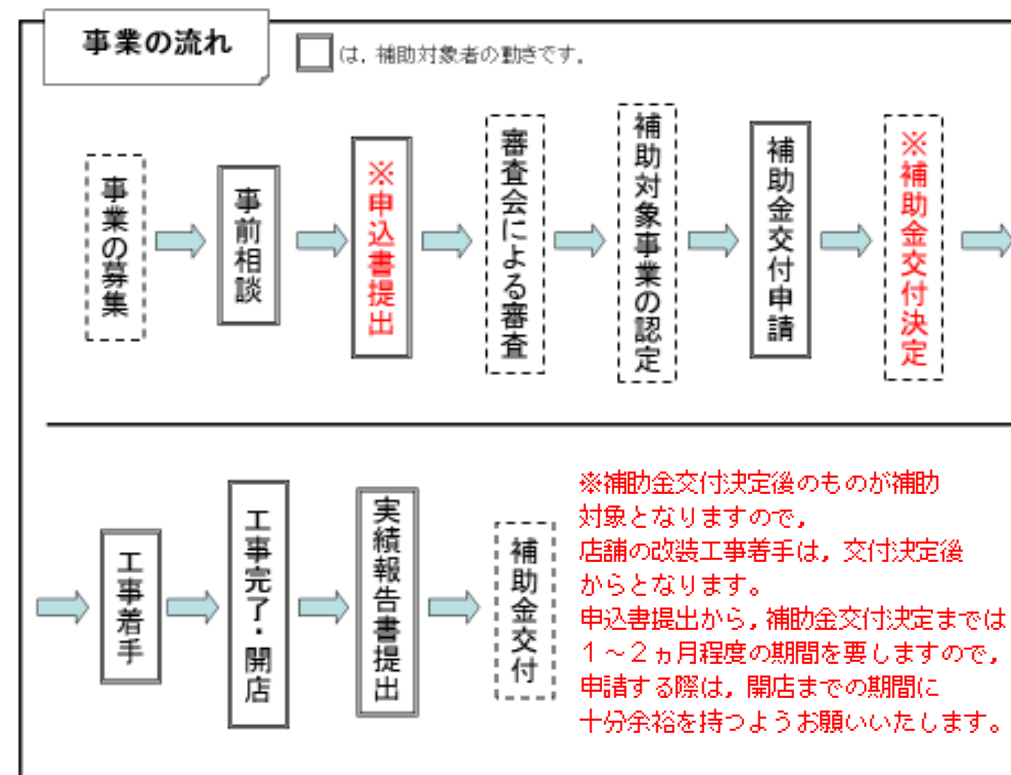 事業の流れ
は，補助対象者の動きです。
事業の募集
事前相談
※申込書提出
審査会による審査
補助対象事業の認定
補助金交付申請
※補助金交付決定
工事着手
工事完了・開店
実績報告書提出
補助金交付
※補助金交付決定後のものが補助
対象となりますので，
店舗の改装工事着手は，交付決定後
からとなります。
申込書提出から，補助金交付決定までは
１～２ヵ月程度の期間を要しますので，
申請する際は，開店までの期間に
十分余裕を持つようお願いいたします。